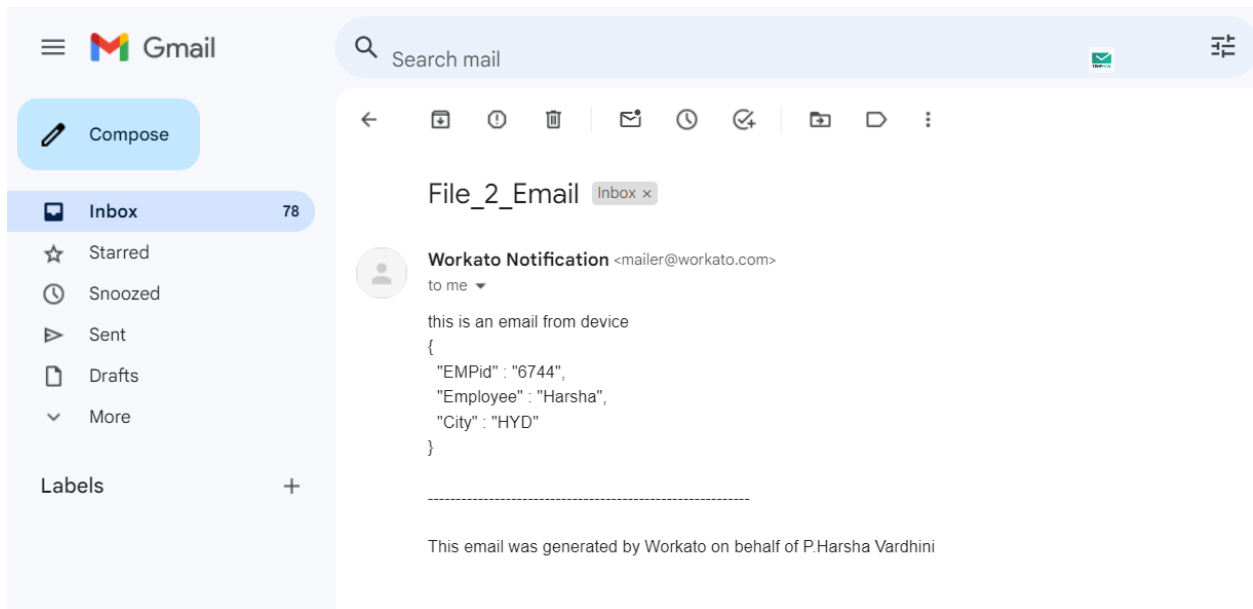 Gmail
Search mail
Compose
Inbox 78
Starred
Snoozed
Sent
Drafts
More
Labels
File_2_Email Inbox ×
Workato Notification <mailer@workato.com>
to me
this is an email from device
{
"EMPid" : "6744",
"Employee" : "Harsha",
"City" : "HYD"
}
----------------------------------------------------------
This email was generated by Workato on behalf of P.Harsha Vardhini